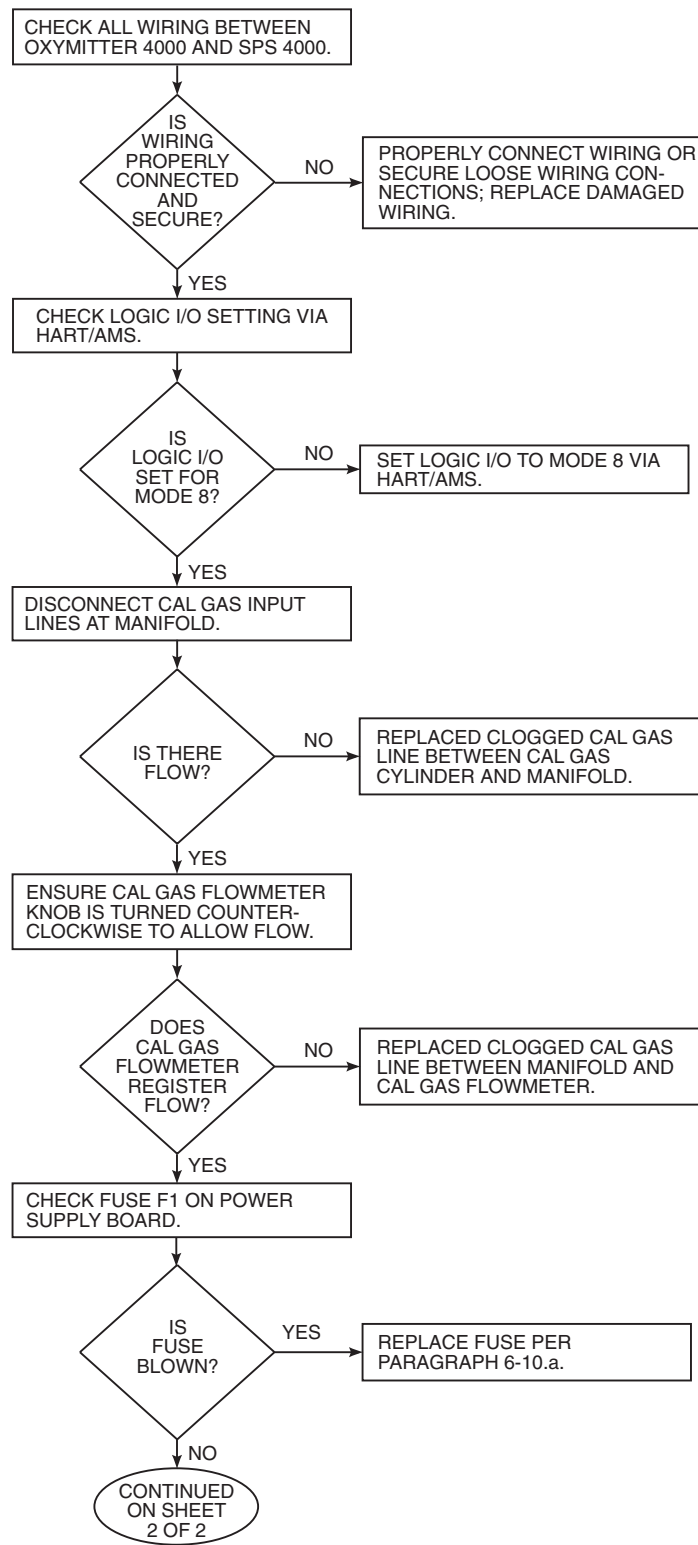 CHECK ALL WIRING BETWEEN
OXYMITTER 4000 AND SPS 4000.
IS
WIRING
PROPERLY
CONNECTED
AND
SECURE?
NO
PROPERLY CONNECT WIRING OR
SECURE LOOSE WIRING CON-
NECTIONS; REPLACE DAMAGED
WIRING.
YES
CHECK LOGIC I/O SETTING VIA
HART/AMS.
IS
LOGIC I/O
SET FOR
MODE 8?
NO
SET LOGIC I/O TO MODE 8 VIA
HART/AMS.
YES
DISCONNECT CAL GAS INPUT
LINES AT MANIFOLD.
IS THERE
FLOW?
NO
REPLACED CLOGGED CAL GAS
LINE BETWEEN CAL GAS
CYLINDER AND MANIFOLD.
YES
ENSURE CAL GAS FLOWMETER
KNOB IS TURNED COUNTER-
CLOCKWISE TO ALLOW FLOW.
DOES
CAL GAS
FLOWMETER
REGISTER
FLOW?
NO
REPLACED CLOGGED CAL GAS
LINE BETWEEN MANIFOLD AND
CAL GAS FLOWMETER.
YES
CHECK FUSE F1 ON POWER
SUPPLY BOARD.
IS
FUSE
BLOWN?
YES
REPLACE FUSE PER
PARAGRAPH 6-10.a.
NO
CONTINUED
ON SHEET
2 OF 2